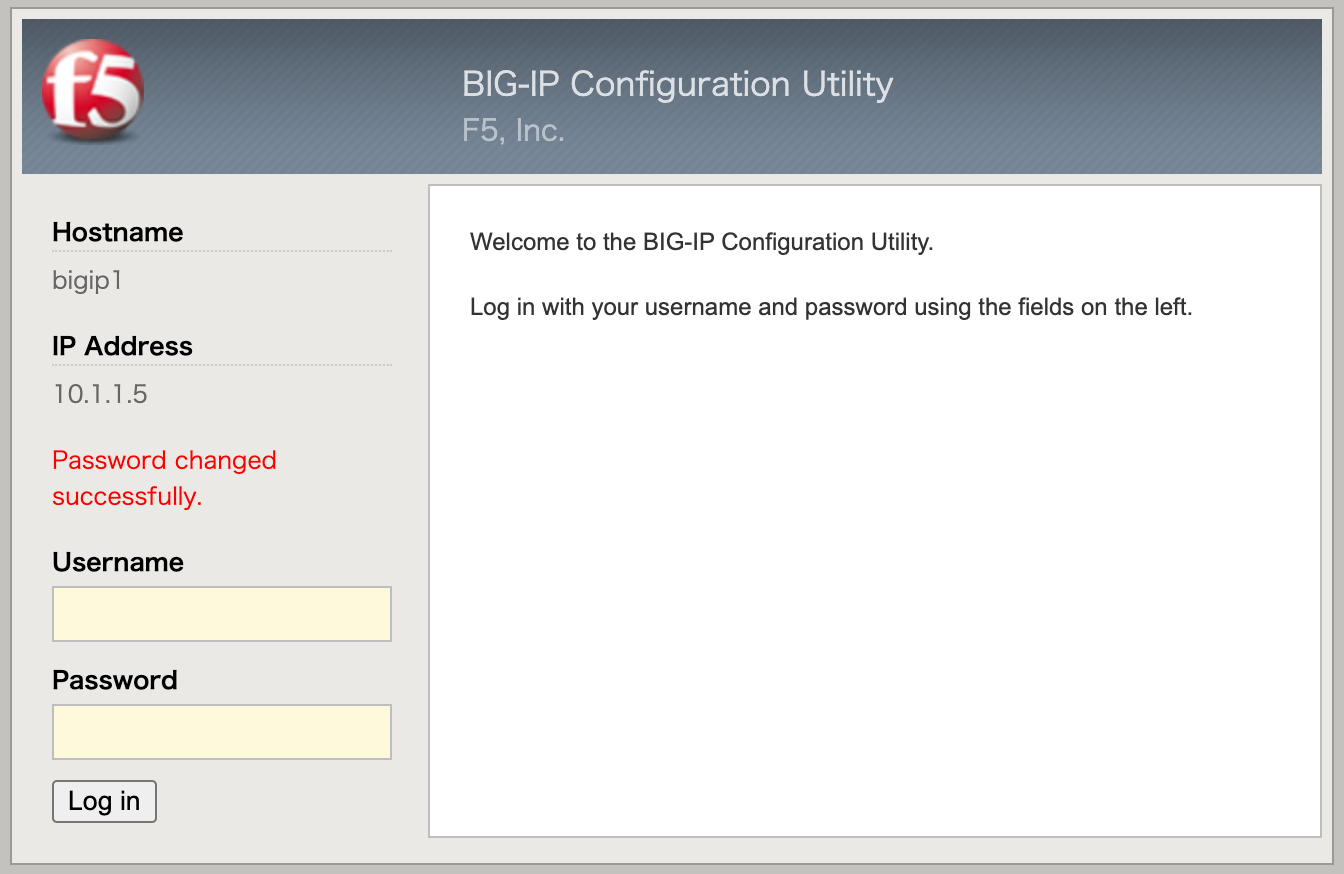 f5
BIG-IP Configuration Utility
F5, Inc.
Hostname
bigip1
IP Address
10.1.1.5
Password changed
successfully.
Username
Password
Log in
Welcome to the BIG-IP Configuration Utility.
Log in with your username and password using the fields on the left.